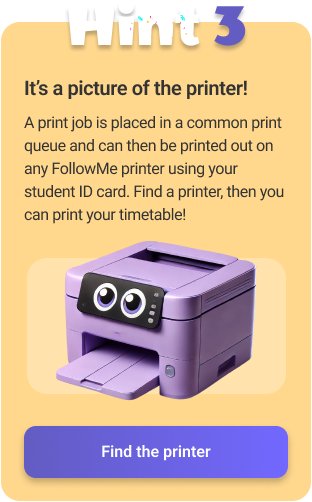 Hint 3
It's a picture of the printer!
A print job is placed in a common print
queue and can then be printed out on
any FollowMe printer using your
student ID card. Find a printer, then you
can print your timetable!
Find the printer